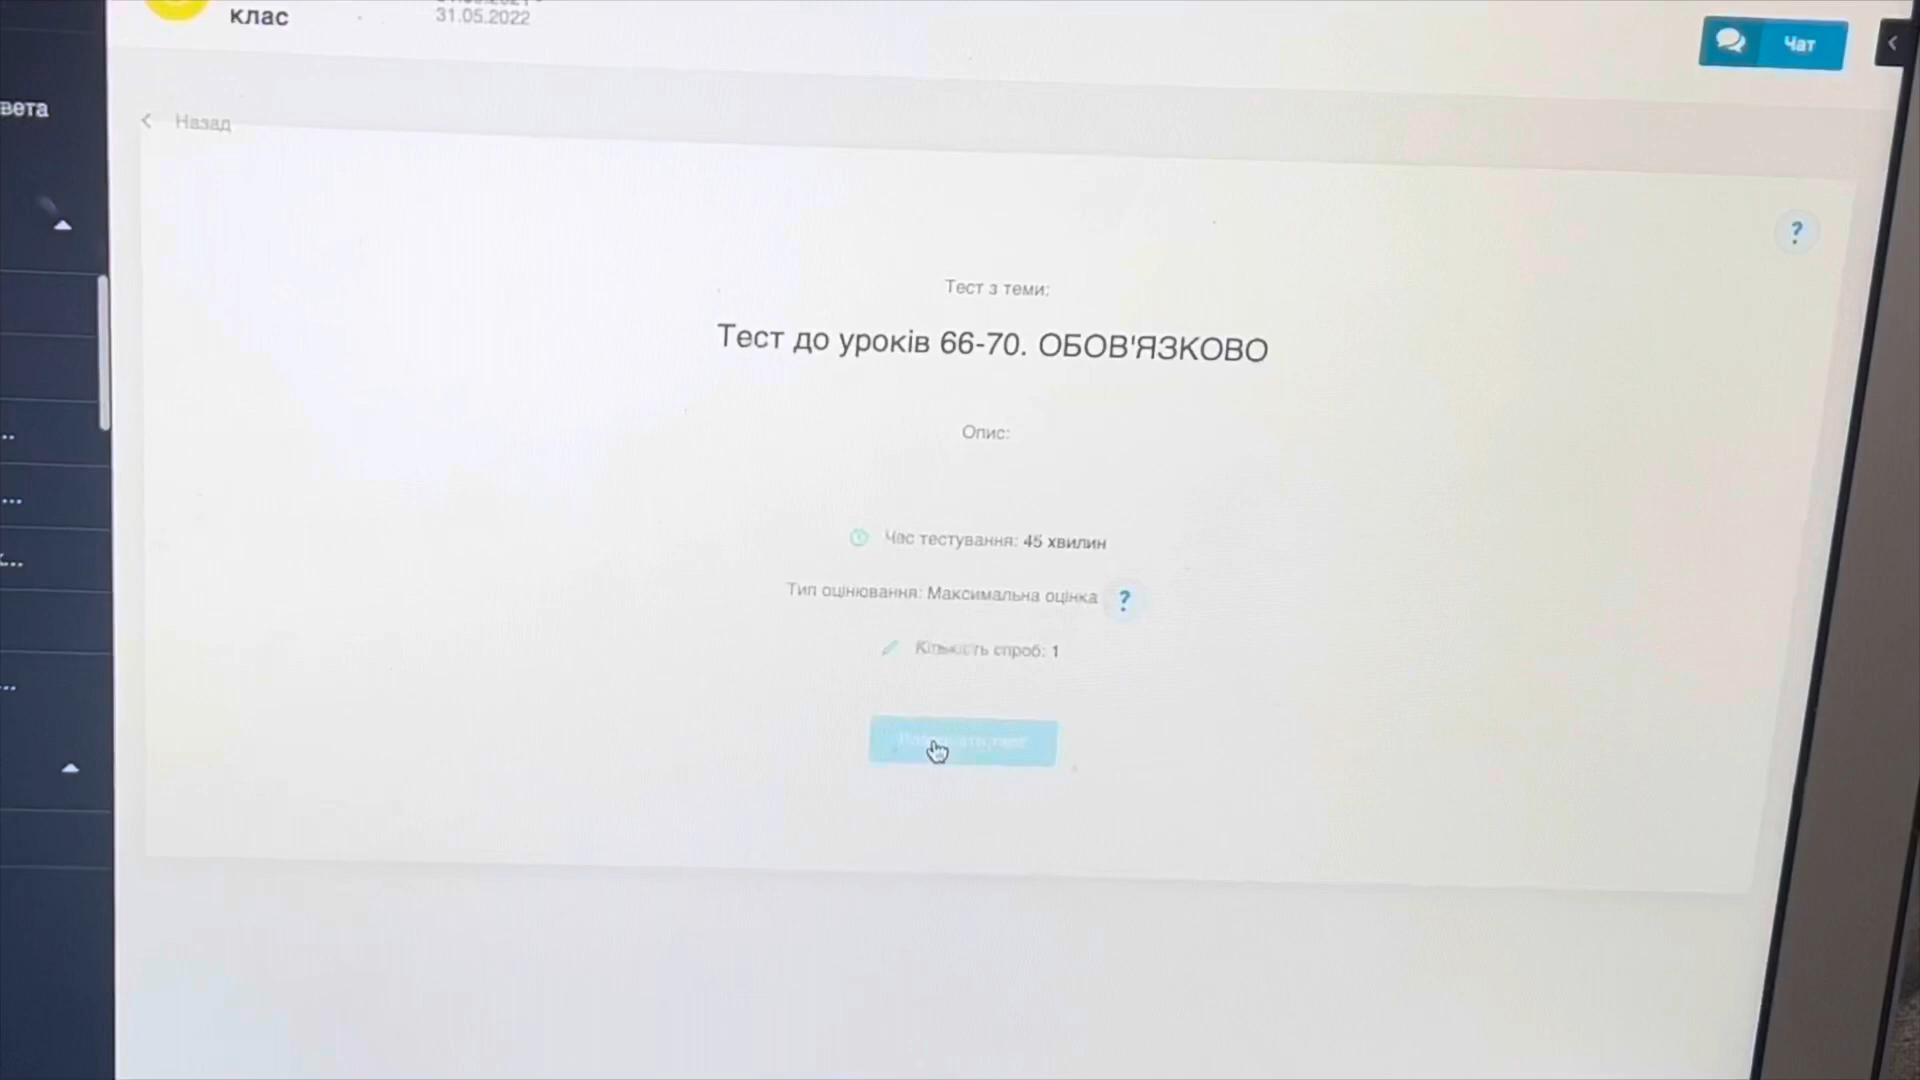 клас
31.05.2022
Чат
вета
Назад
?
Тест з теми:
Тест до уроків 66-70. ОБОВ'ЯЗКОВО
Опис:
Час тестування: 45 хвилин
Тип оцінювання: Максимальна оцінка ?
Кількість спроб: 1